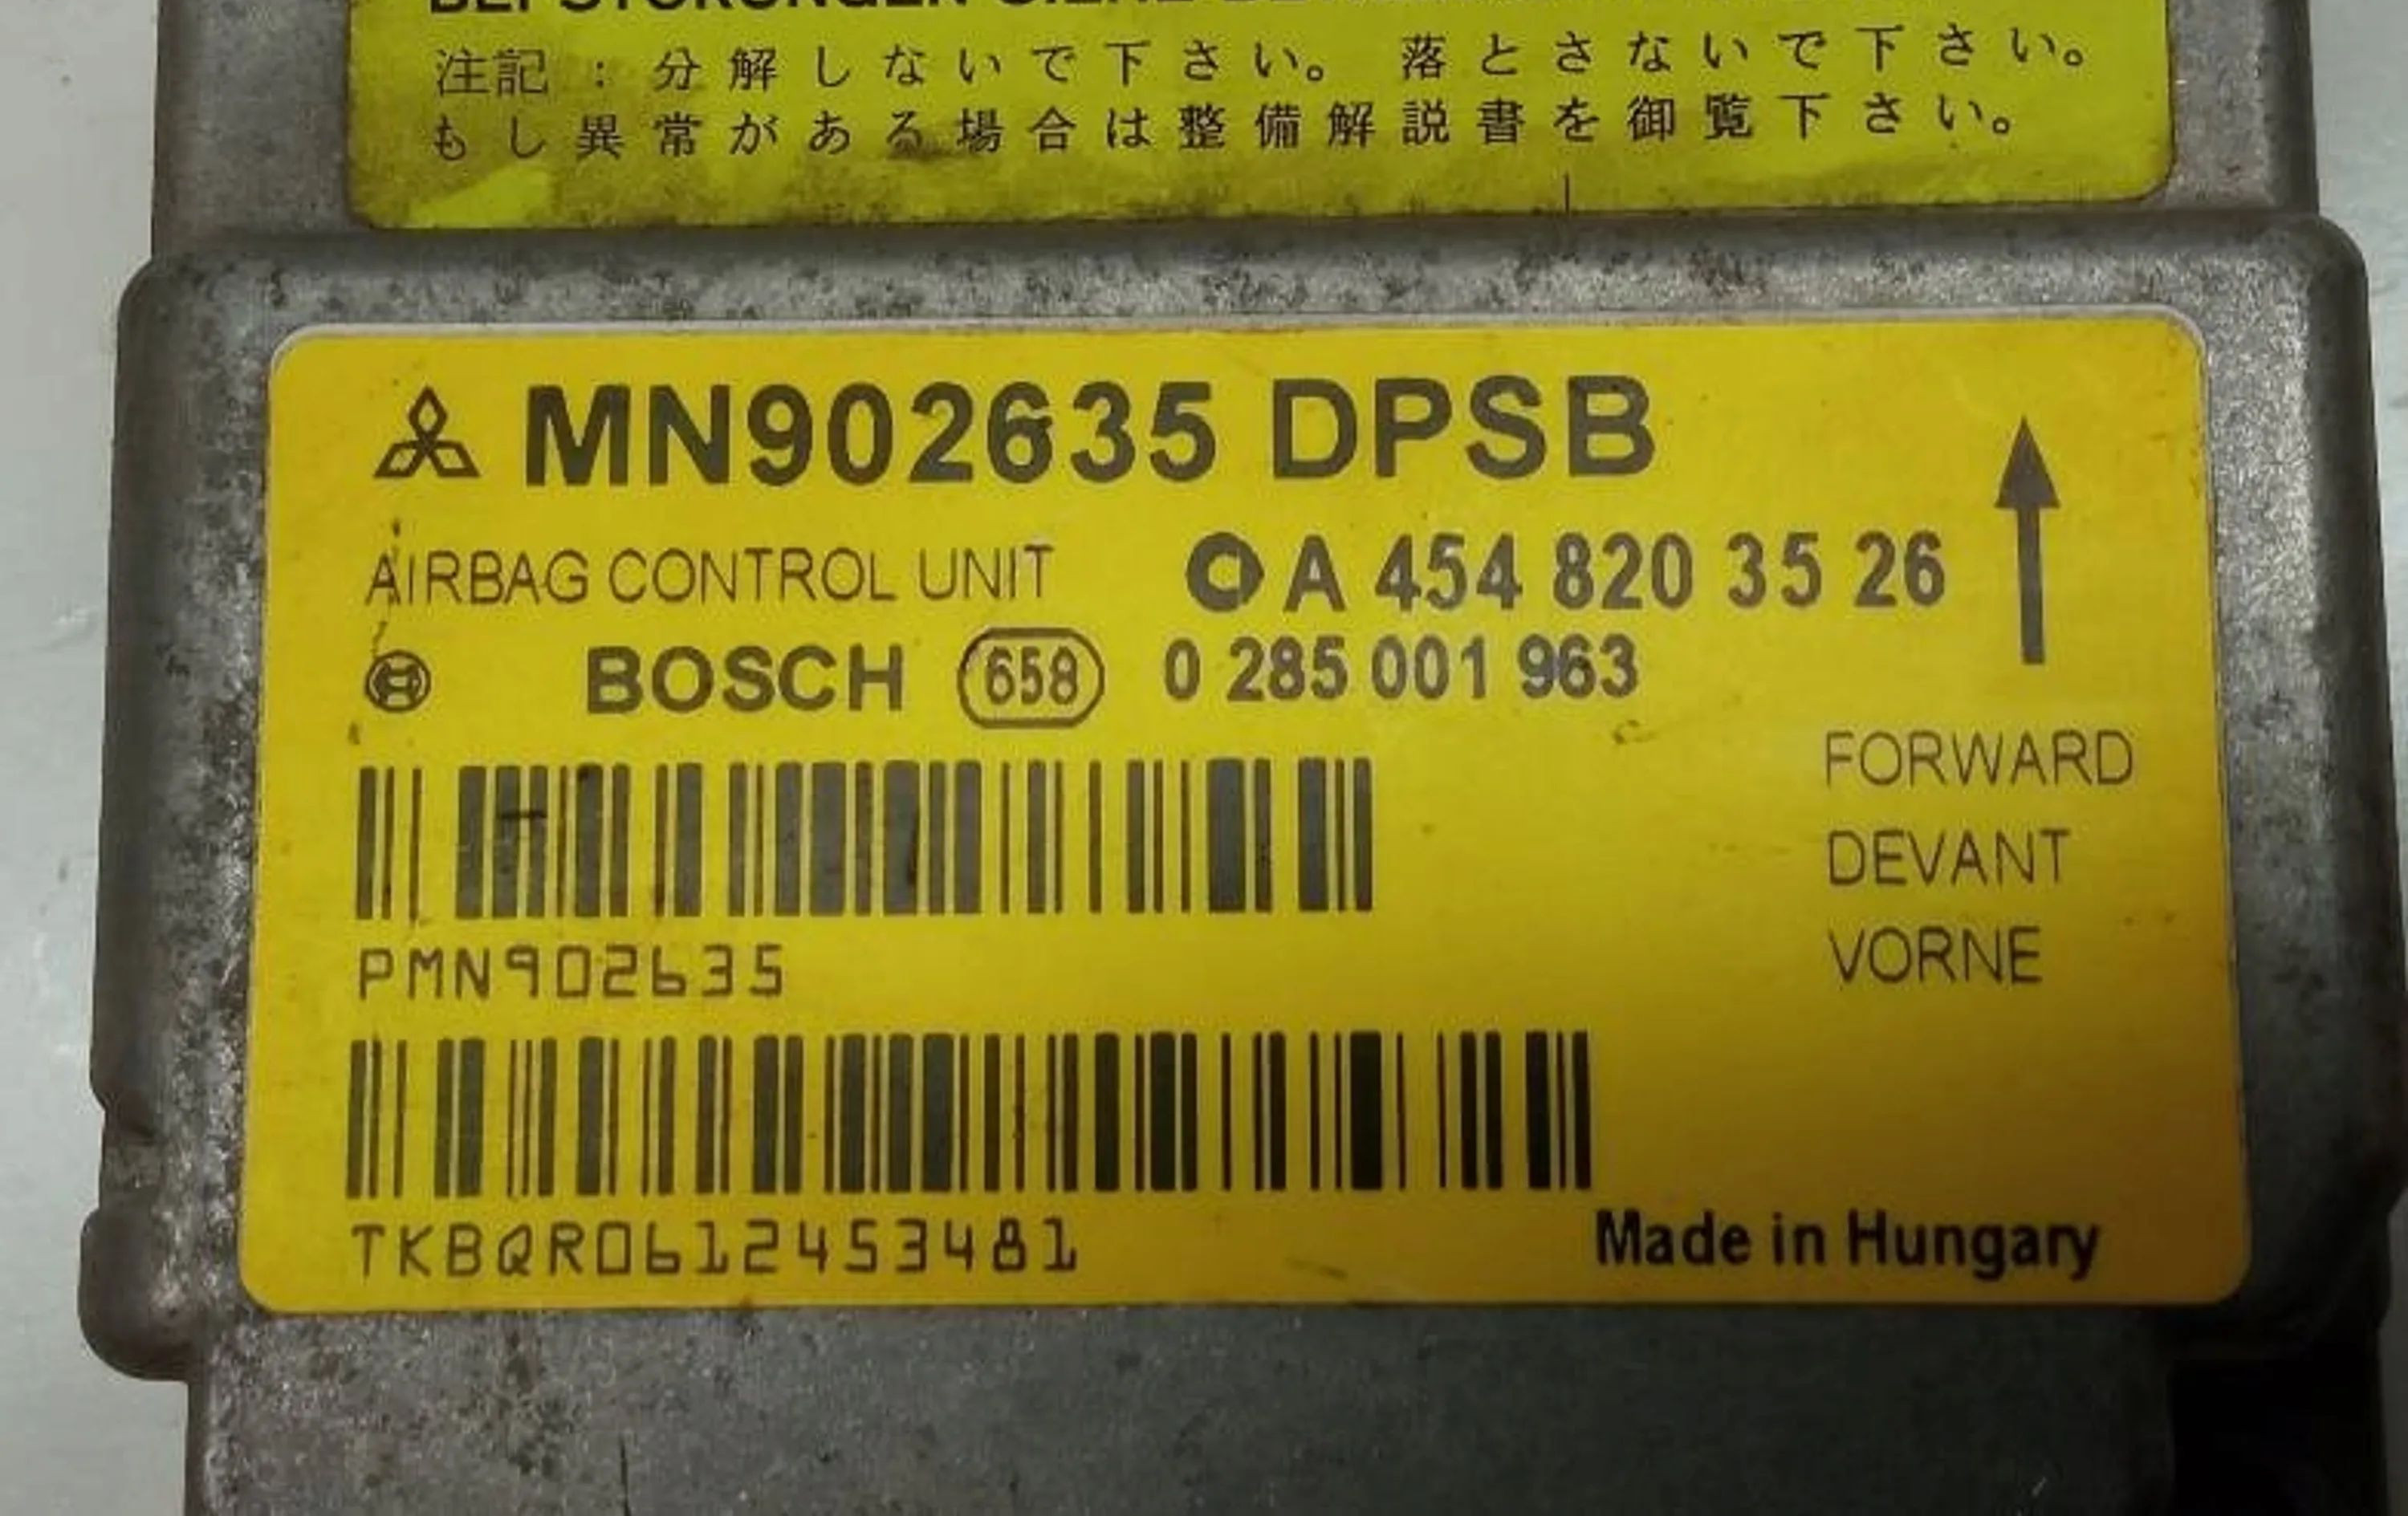 注記：分解しないで下さい。 落とさないで下さい。
もし異常がある場合は整備解説書を御覧下さい。
MN902635 DPSB
AIRBAG CONTROL UNIT A 454 820 35 26
BOSCH 658 0 285 001 963
FORWARD
DEVANT
VORNE
PMN902635
TKBQR0612453481
Made in Hungary